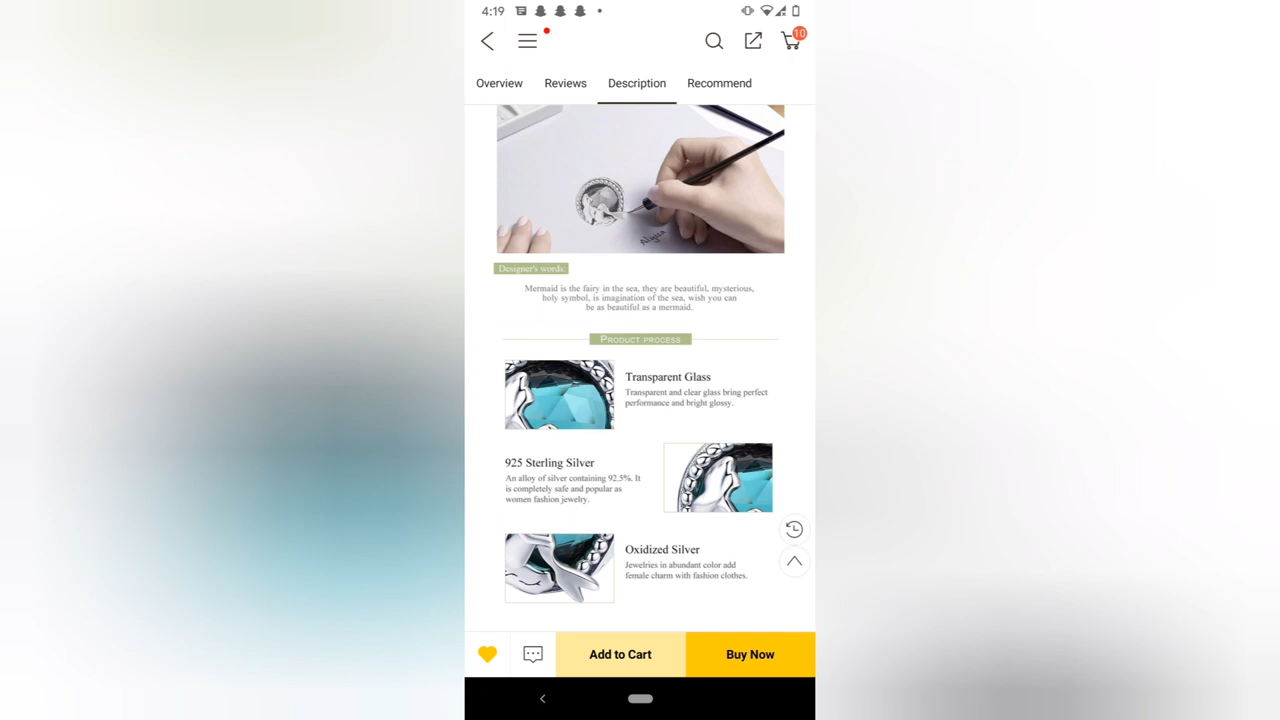 4:19
10
Overview Reviews Description Recommend
Alyssa
Designer's words:
Mermaid is the fairy in the sea, they are beautiful, mysterious,
holy symbol, is imagination of the sea, wish you can
be as beautiful as a mermaid.
PRODUCT PROCESS
Transparent Glass
Transparent and clear glass bring perfect
performance and bright glossy.
925 Sterling Silver
An alloy of silver containing 92.5%. It
is completely safe and popular as
women fashion jewelry.
Oxidized Silver
Jewelries in abundant color add
female charm with fashion clothes.
Add to Cart Buy Now